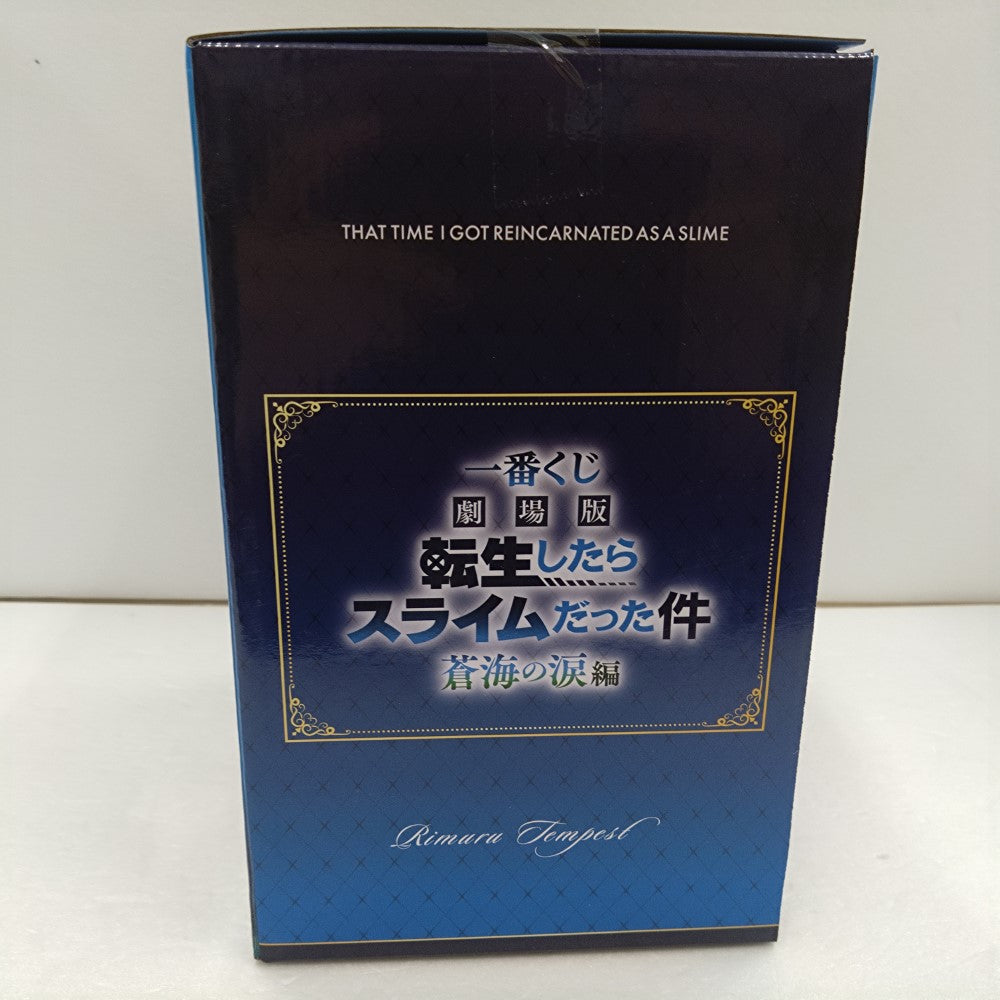 THAT TIME I GOT REINCARNATED AS A SLIME
一番くじ
劇場版
転生したら
スライムだった件
蒼海の涙編
Rimuru Tempest